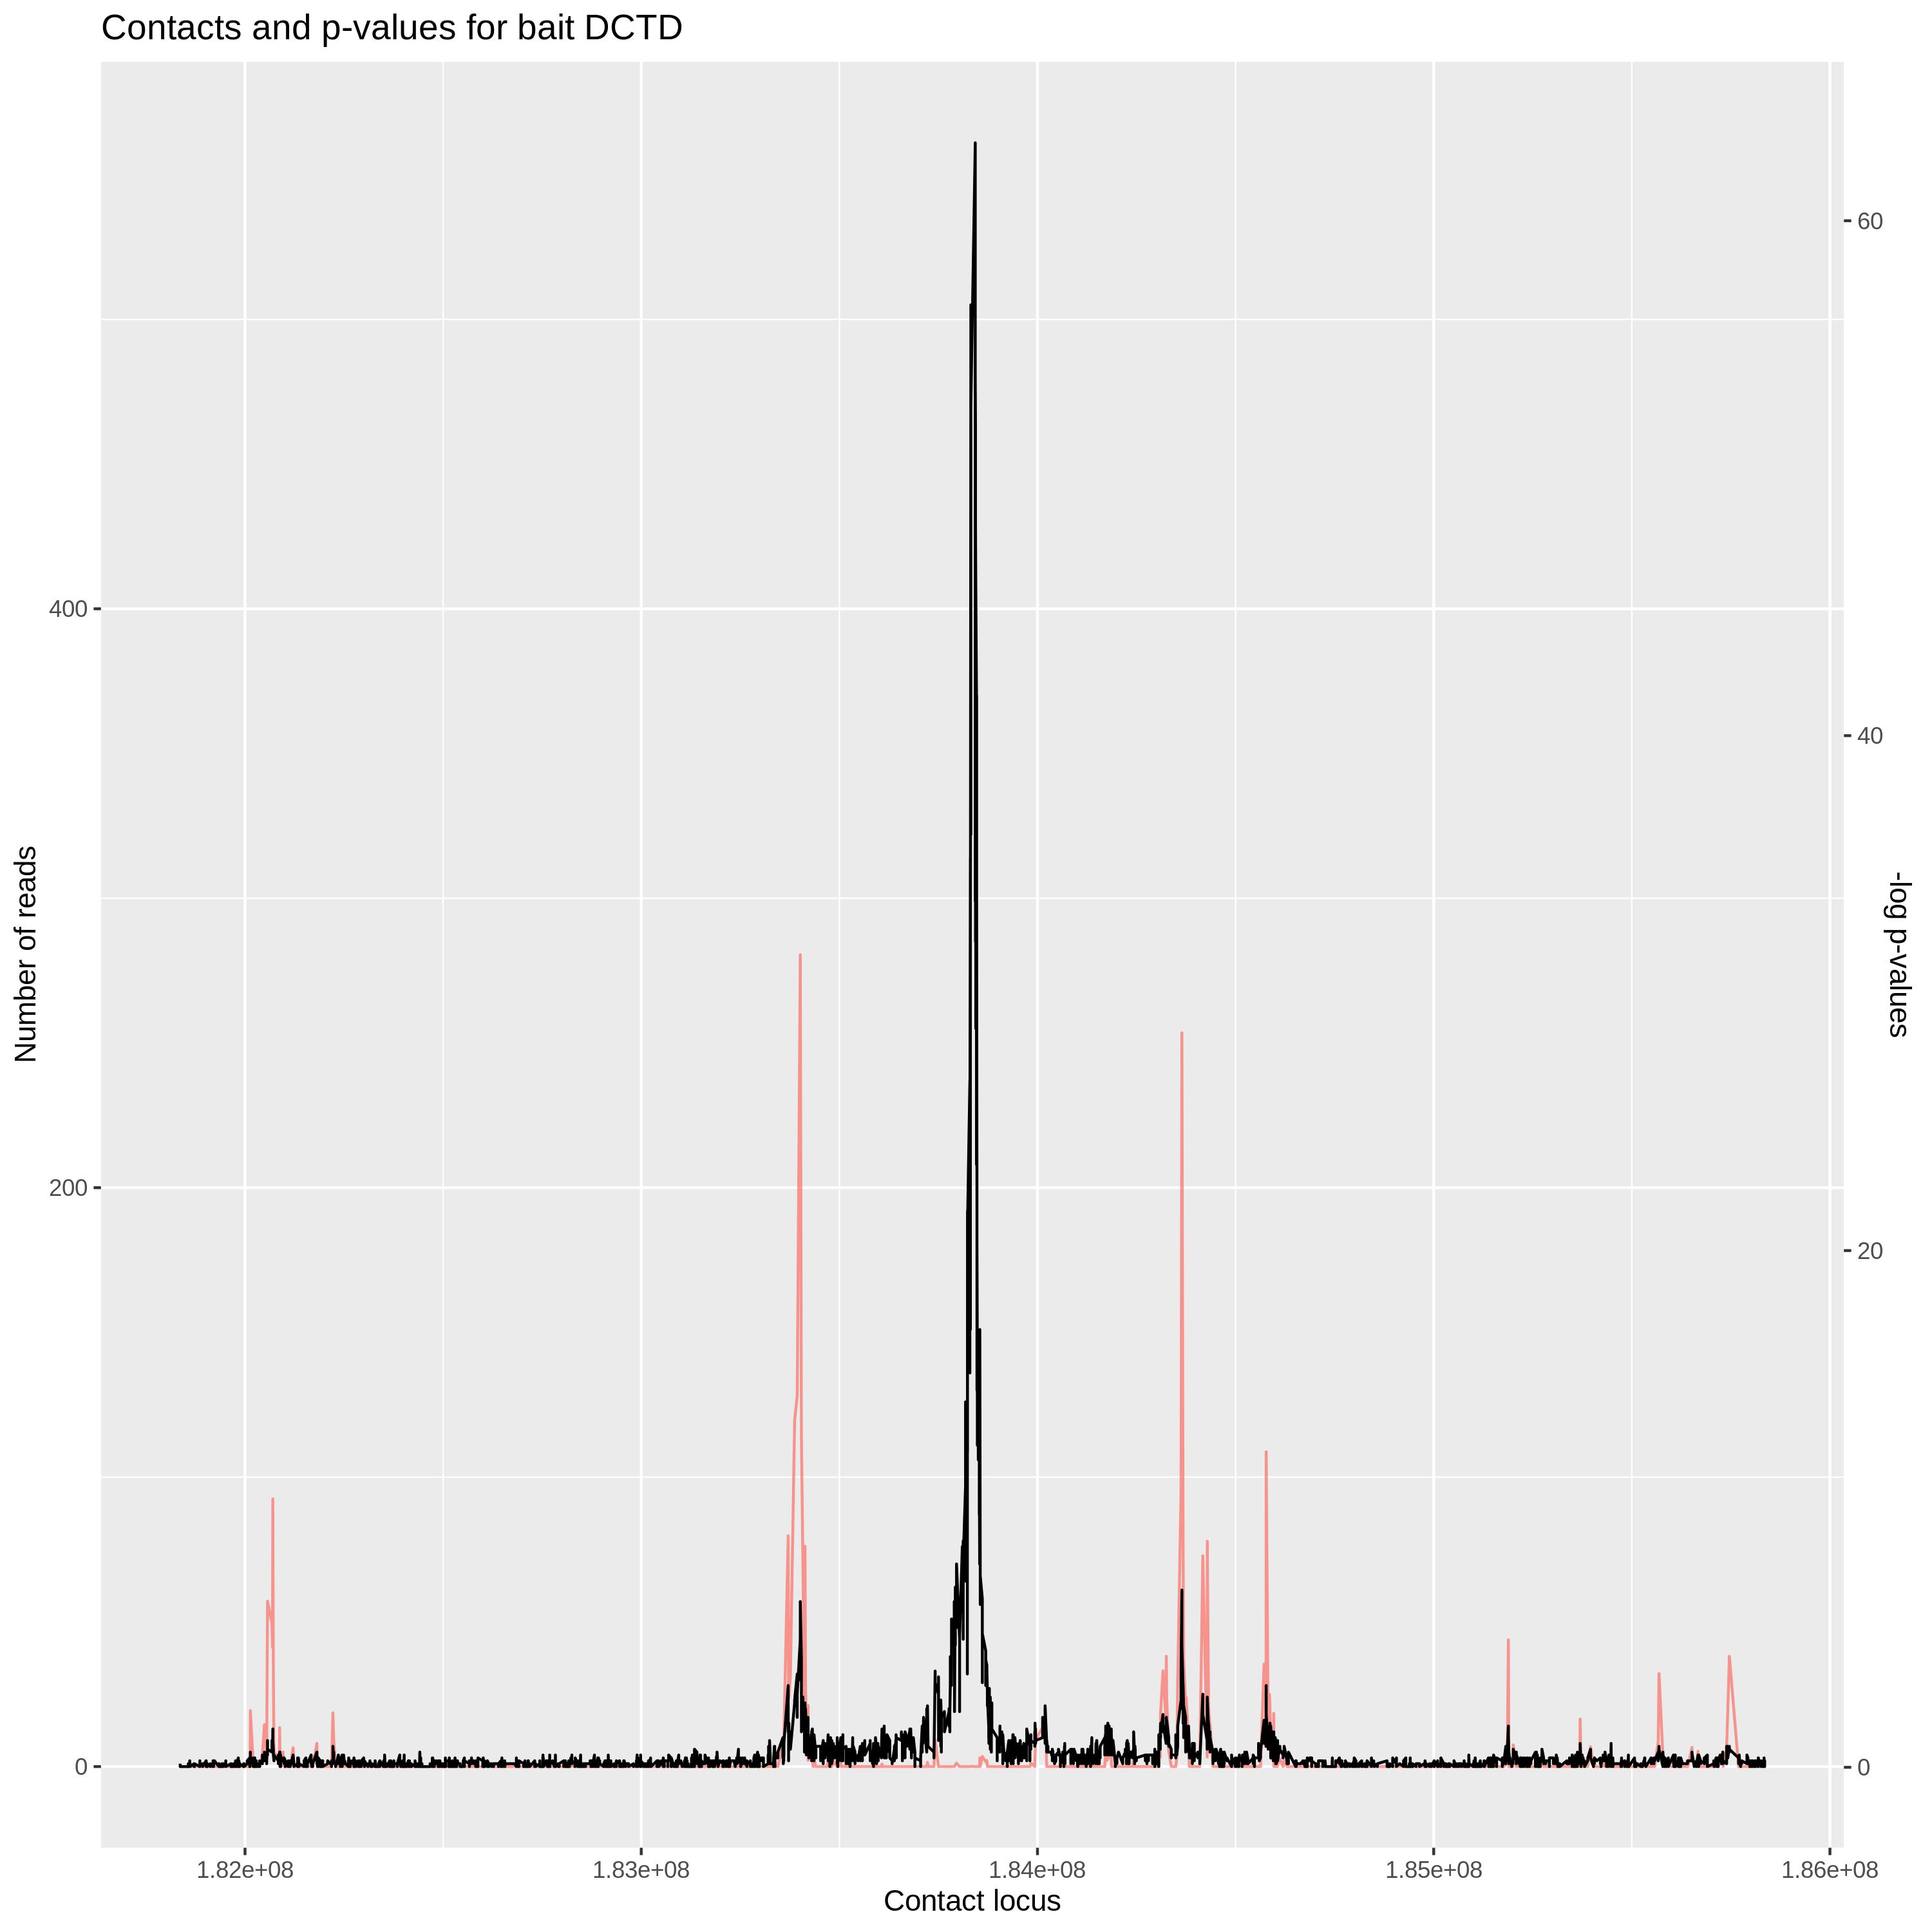 Contacts and p-values for bait DCTD
60
400
40
Number of reads
-log p-values
200
20
0
0
1.82e+08
1.83e+08
1.84e+08
1.85e+08
1.86e+08
Contact locus